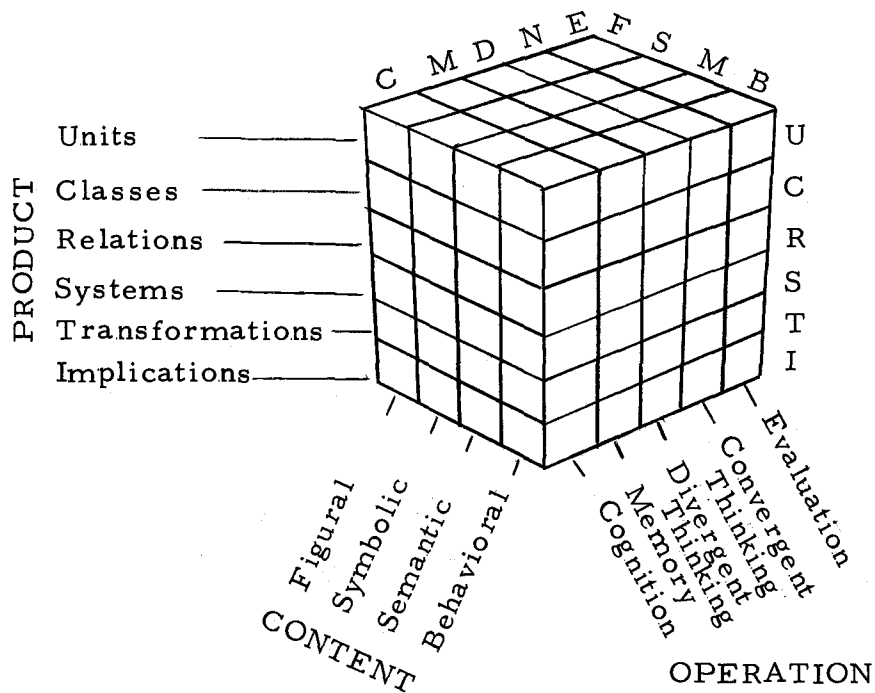 C M D N E F S M B
PRODUCT
Units
Classes
Relations
Systems
Transformations
Implications
U
C
R
S
T
I
Figural
Symbolic
Semantic
Behavioral
CONTENT
Cognition
Memory
Divergent
Thinking
Convergent
Thinking
Evaluation
OPERATION